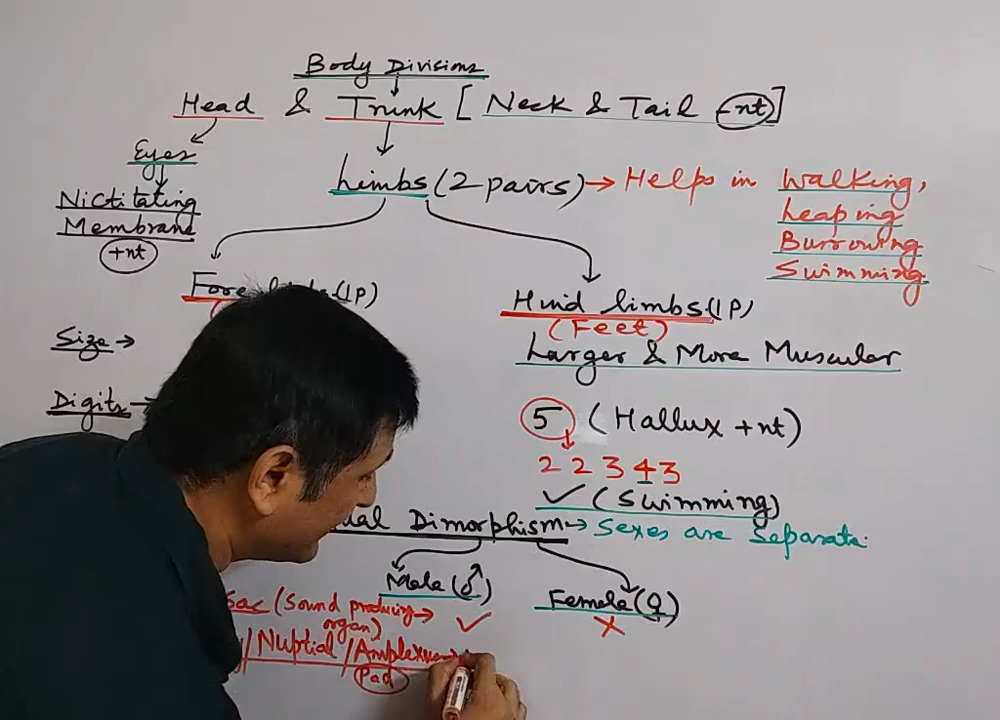 Body Divisions
Head & Trunk [Neck & Tail -nt]
Eyes
Nictitating
Membrane
+nt
Limbs (2 pairs) → Helps in Walking,
Leaping
Burrowing
Swimming
Fore (1P)
Hind limbs (1P)
(Feet)
Size →
Larger & More Muscular
Digits →
5 (Hallux +nt)
2 2 3 4 3
✓ (Swimming)
Dimorphism → Sexes are Separate.
Male (♂)
Female (♀)
Sac (Sound producing → ✓
organ)
X
/ Nuptial / Amplexus →
Pad